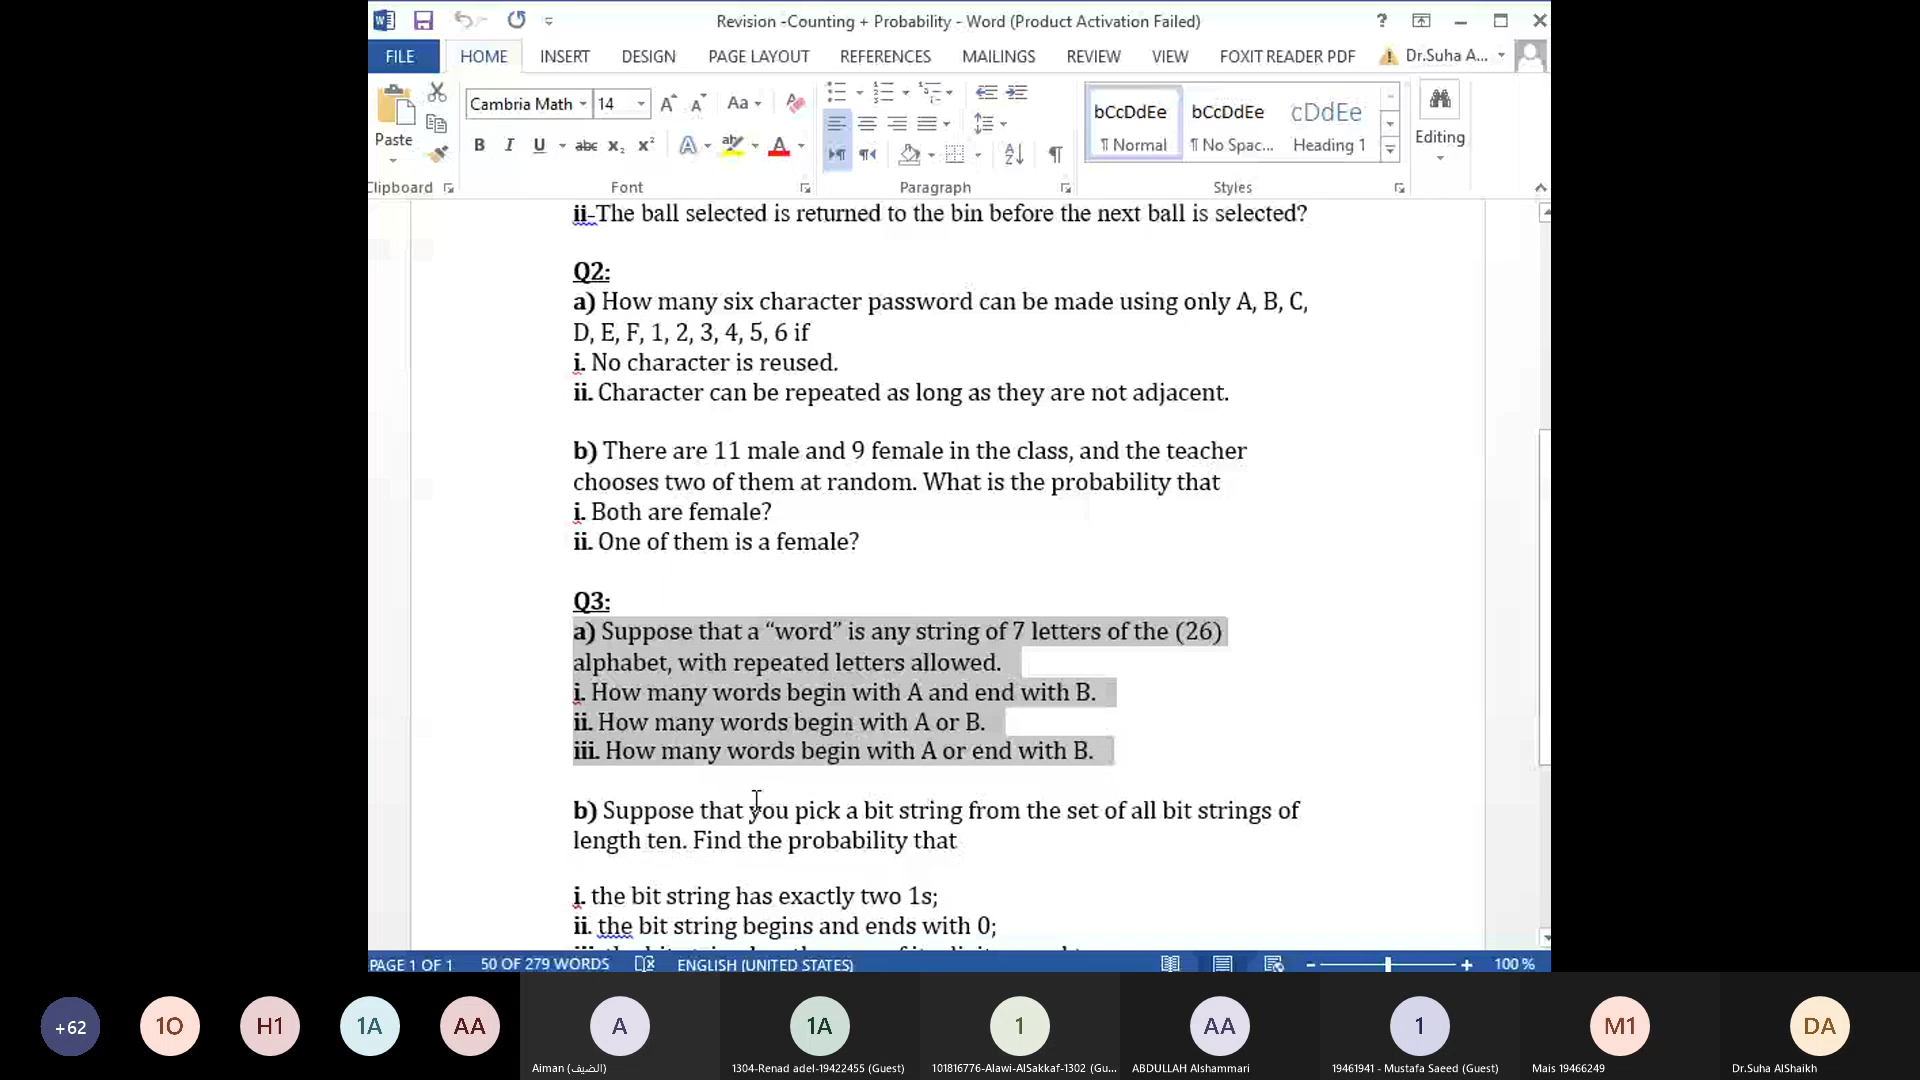 Revision -Counting + Probability - Word (Product Activation Failed)
FILE HOME INSERT DESIGN PAGE LAYOUT REFERENCES MAILINGS REVIEW VIEW FOXIT READER PDF Dr.Suha A...
Cambria Math 14 Aa
Paste
B I U abc x₂ x²
bCcDdEe bCcDdEe cDdEe
¶ Normal ¶ No Spac... Heading 1
Editing
Clipboard Font Paragraph Styles
ii-The ball selected is returned to the bin before the next ball is selected?
Q2:
a) How many six character password can be made using only A, B, C,
D, E, F, 1, 2, 3, 4, 5, 6 if
i. No character is reused.
ii. Character can be repeated as long as they are not adjacent.
b) There are 11 male and 9 female in the class, and the teacher
chooses two of them at random. What is the probability that
i. Both are female?
ii. One of them is a female?
Q3:
a) Suppose that a “word” is any string of 7 letters of the (26)
alphabet, with repeated letters allowed.
i. How many words begin with A and end with B.
ii. How many words begin with A or B.
iii. How many words begin with A or end with B.
b) Suppose that you pick a bit string from the set of all bit strings of
length ten. Find the probability that
i. the bit string has exactly two 1s;
ii. the bit string begins and ends with 0;
PAGE 1 OF 1 50 OF 279 WORDS ENGLISH (UNITED STATES) 100 %
+62 1O H1 1A AA A 1A 1 AA 1 M1 DA
Aiman (الضيف) 1304-Renad adel-19422455 (Guest) 101816776-Alawi-AlSakkaf-1302 (Gu... ABDULLAH Alshammari 19461941 - Mustafa Saeed (Guest) Mais 19466249 Dr.Suha AlShaikh